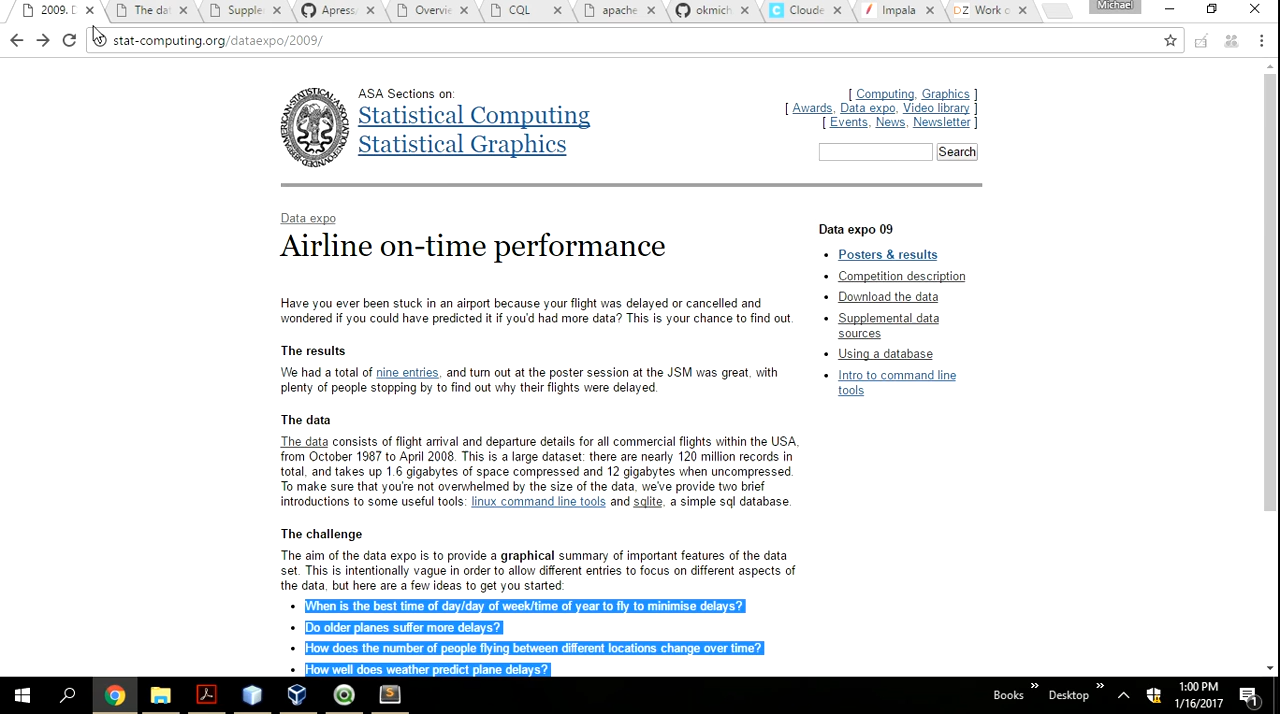 2009. D
The dat
Supple
Apress
Overvie
CQL
apache
okmich
Cloude
Impala
DZ Work o
Michael
stat-computing.org/dataexpo/2009/
ASA Sections on:
Statistical Computing
Statistical Graphics
[ Computing, Graphics ]
[ Awards, Data expo, Video library ]
[ Events, News, Newsletter ]
Search
Data expo
Airline on-time performance
Have you ever been stuck in an airport because your flight was delayed or cancelled and
wondered if you could have predicted it if you'd had more data? This is your chance to find out.
The results
We had a total of nine entries, and turn out at the poster session at the JSM was great, with
plenty of people stopping by to find out why their flights were delayed.
The data
The data consists of flight arrival and departure details for all commercial flights within the USA,
from October 1987 to April 2008. This is a large dataset: there are nearly 120 million records in
total, and takes up 1.6 gigabytes of space compressed and 12 gigabytes when uncompressed.
To make sure that you're not overwhelmed by the size of the data, we've provide two brief
introductions to some useful tools: linux command line tools and sqlite, a simple sql database.
The challenge
The aim of the data expo is to provide a graphical summary of important features of the data
set. This is intentionally vague in order to allow different entries to focus on different aspects of
the data, but here are a few ideas to get you started:
• When is the best time of day/day of week/time of year to fly to minimise delays?
• Do older planes suffer more delays?
• How does the number of people flying between different locations change over time?
• How well does weather predict plane delays?
Data expo 09
• Posters & results
• Competition description
• Download the data
• Supplemental data
sources
• Using a database
• Intro to command line
tools
Books
Desktop
1:00 PM
1/16/2017
1